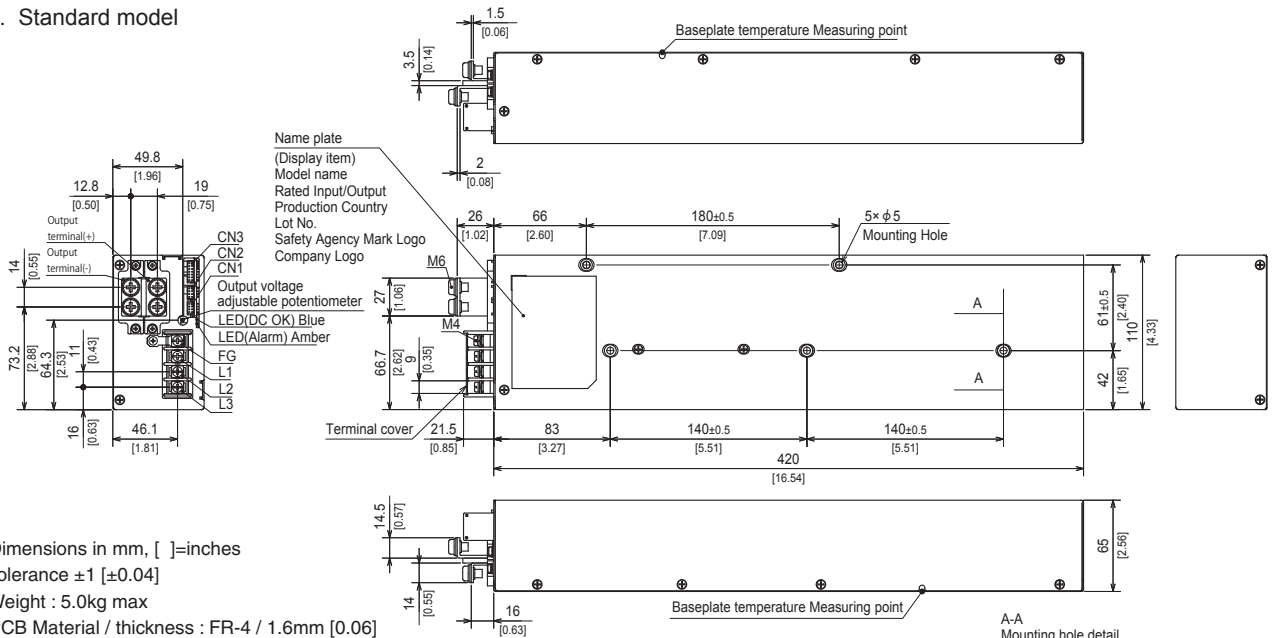 . Standard model
1.5
[0.06]
3.5
[0.14]
Baseplate temperature Measuring point
2
[0.08]
Name plate
(Display item)
Model name
Rated Input/Output
Production Country
Lot No.
Safety Agency Mark Logo
Company Logo
49.8
[1.96]
12.8
[0.50]
19
[0.75]
Output
terminal(+)
Output
terminal(-)
CN3
CN2
CN1
Output voltage
adjustable potentiometer
LED(DC OK) Blue
LED(Alarm) Amber
FG
L1
L2
L3
14
[0.55]
73.2
[2.88]
64.3
[2.53]
11
[0.43]
16
[0.63]
46.1
[1.81]
26
[1.02]
66
[2.60]
180±0.5
[7.09]
5×φ5
Mounting Hole
M6
27
[1.06]
M4
66.7
[2.62]
9
[0.35]
A
A
61±0.5
[2.40]
110
[4.33]
42
[1.65]
Terminal cover
21.5
[0.85]
83
[3.27]
140±0.5
[5.51]
140±0.5
[5.51]
420
[16.54]
14.5
[0.57]
14
[0.55]
16
[0.63]
65
[2.56]
Baseplate temperature Measuring point
Dimensions in mm, [ ]=inches
Tolerance ±1 [±0.04]
Weight : 5.0kg max
PCB Material / thickness : FR-4 / 1.6mm [0.06]
A-A
Mounting hole detail